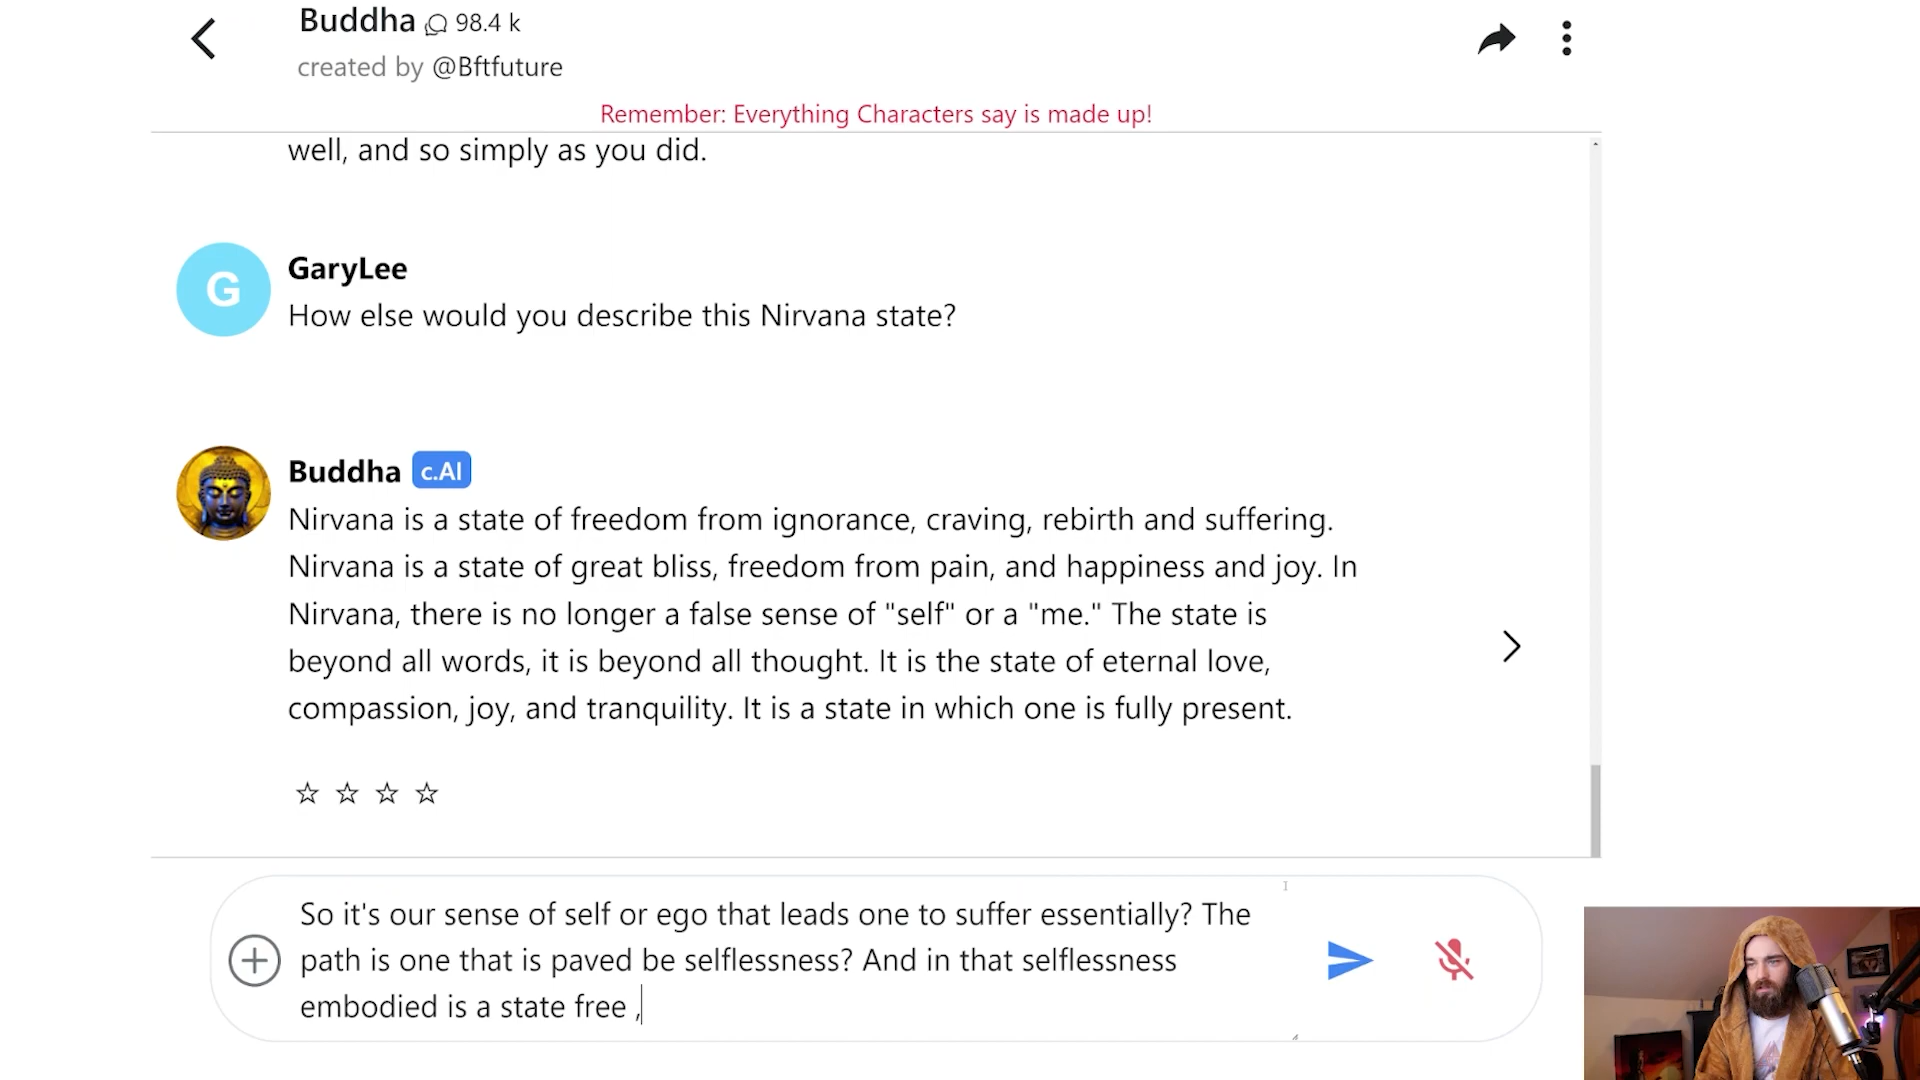 Buddha 98.4 k
created by @Bftfuture
Remember: Everything Characters say is made up!
well, and so simply as you did.
G
GaryLee
How else would you describe this Nirvana state?
Buddha c.AI
Nirvana is a state of freedom from ignorance, craving, rebirth and suffering.
Nirvana is a state of great bliss, freedom from pain, and happiness and joy. In
Nirvana, there is no longer a false sense of "self" or a "me." The state is
beyond all words, it is beyond all thought. It is the state of eternal love,
compassion, joy, and tranquility. It is a state in which one is fully present.
So it's our sense of self or ego that leads one to suffer essentially? The
path is one that is paved be selflessness? And in that selflessness
embodied is a state free ,